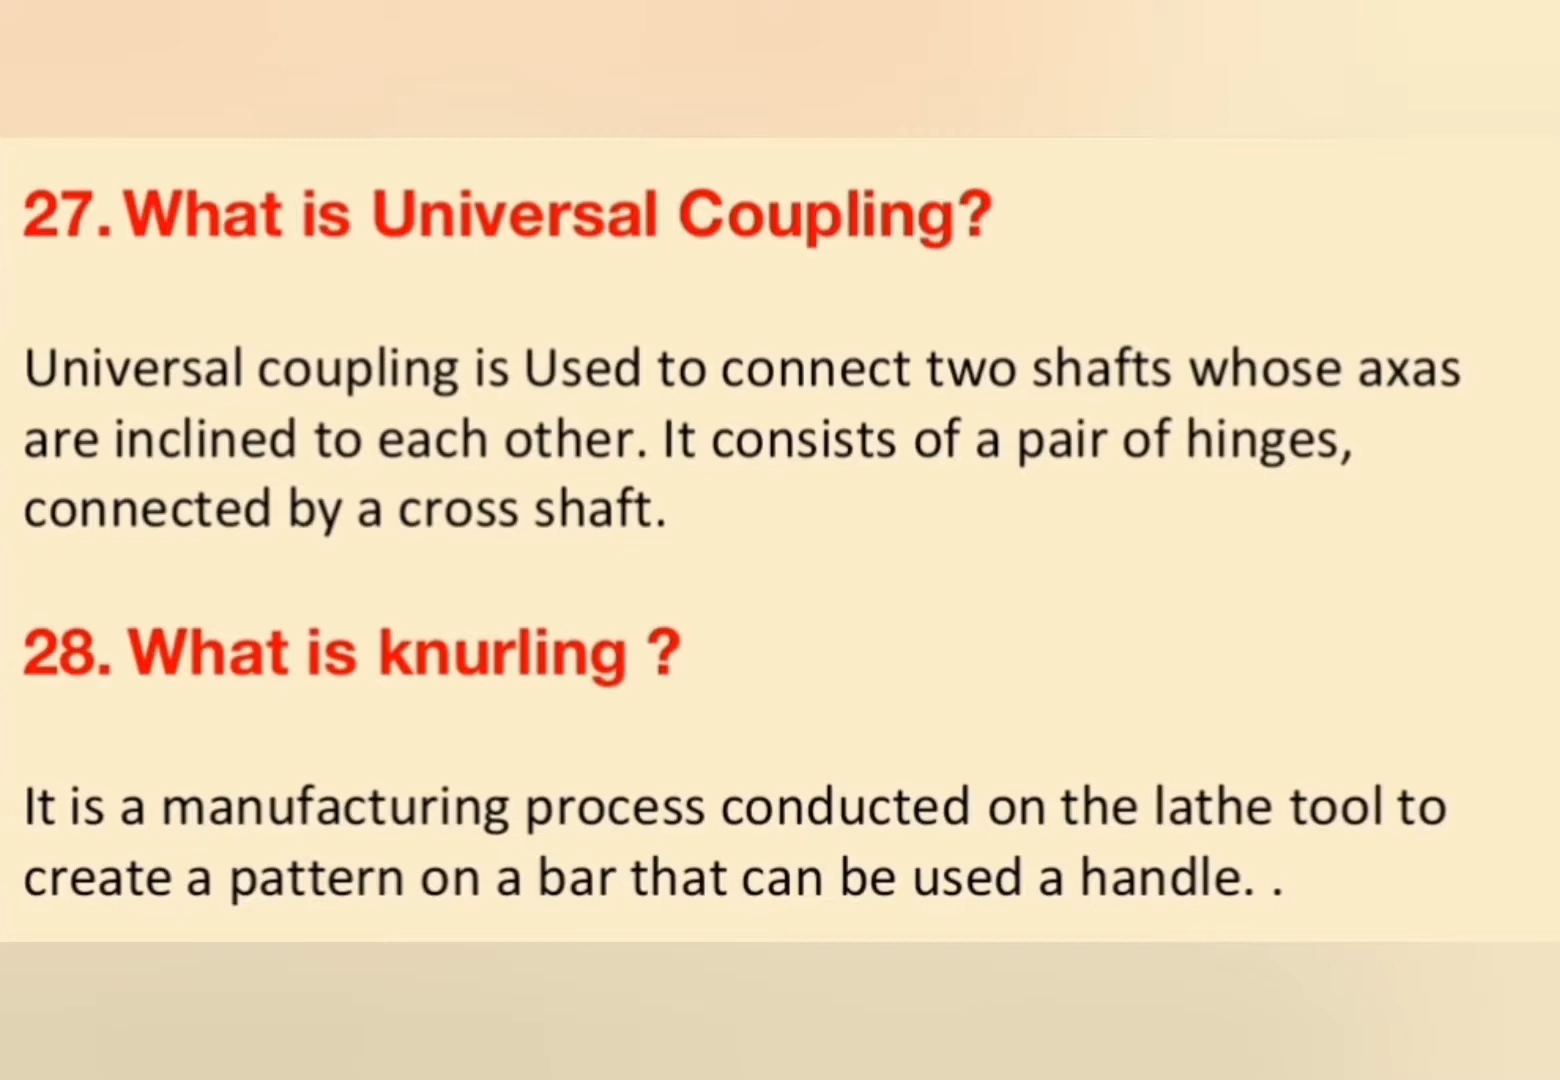 27. What is Universal Coupling?
Universal coupling is Used to connect two shafts whose axas
are inclined to each other. It consists of a pair of hinges,
connected by a cross shaft.
28. What is knurling ?
It is a manufacturing process conducted on the lathe tool to
create a pattern on a bar that can be used a handle. .